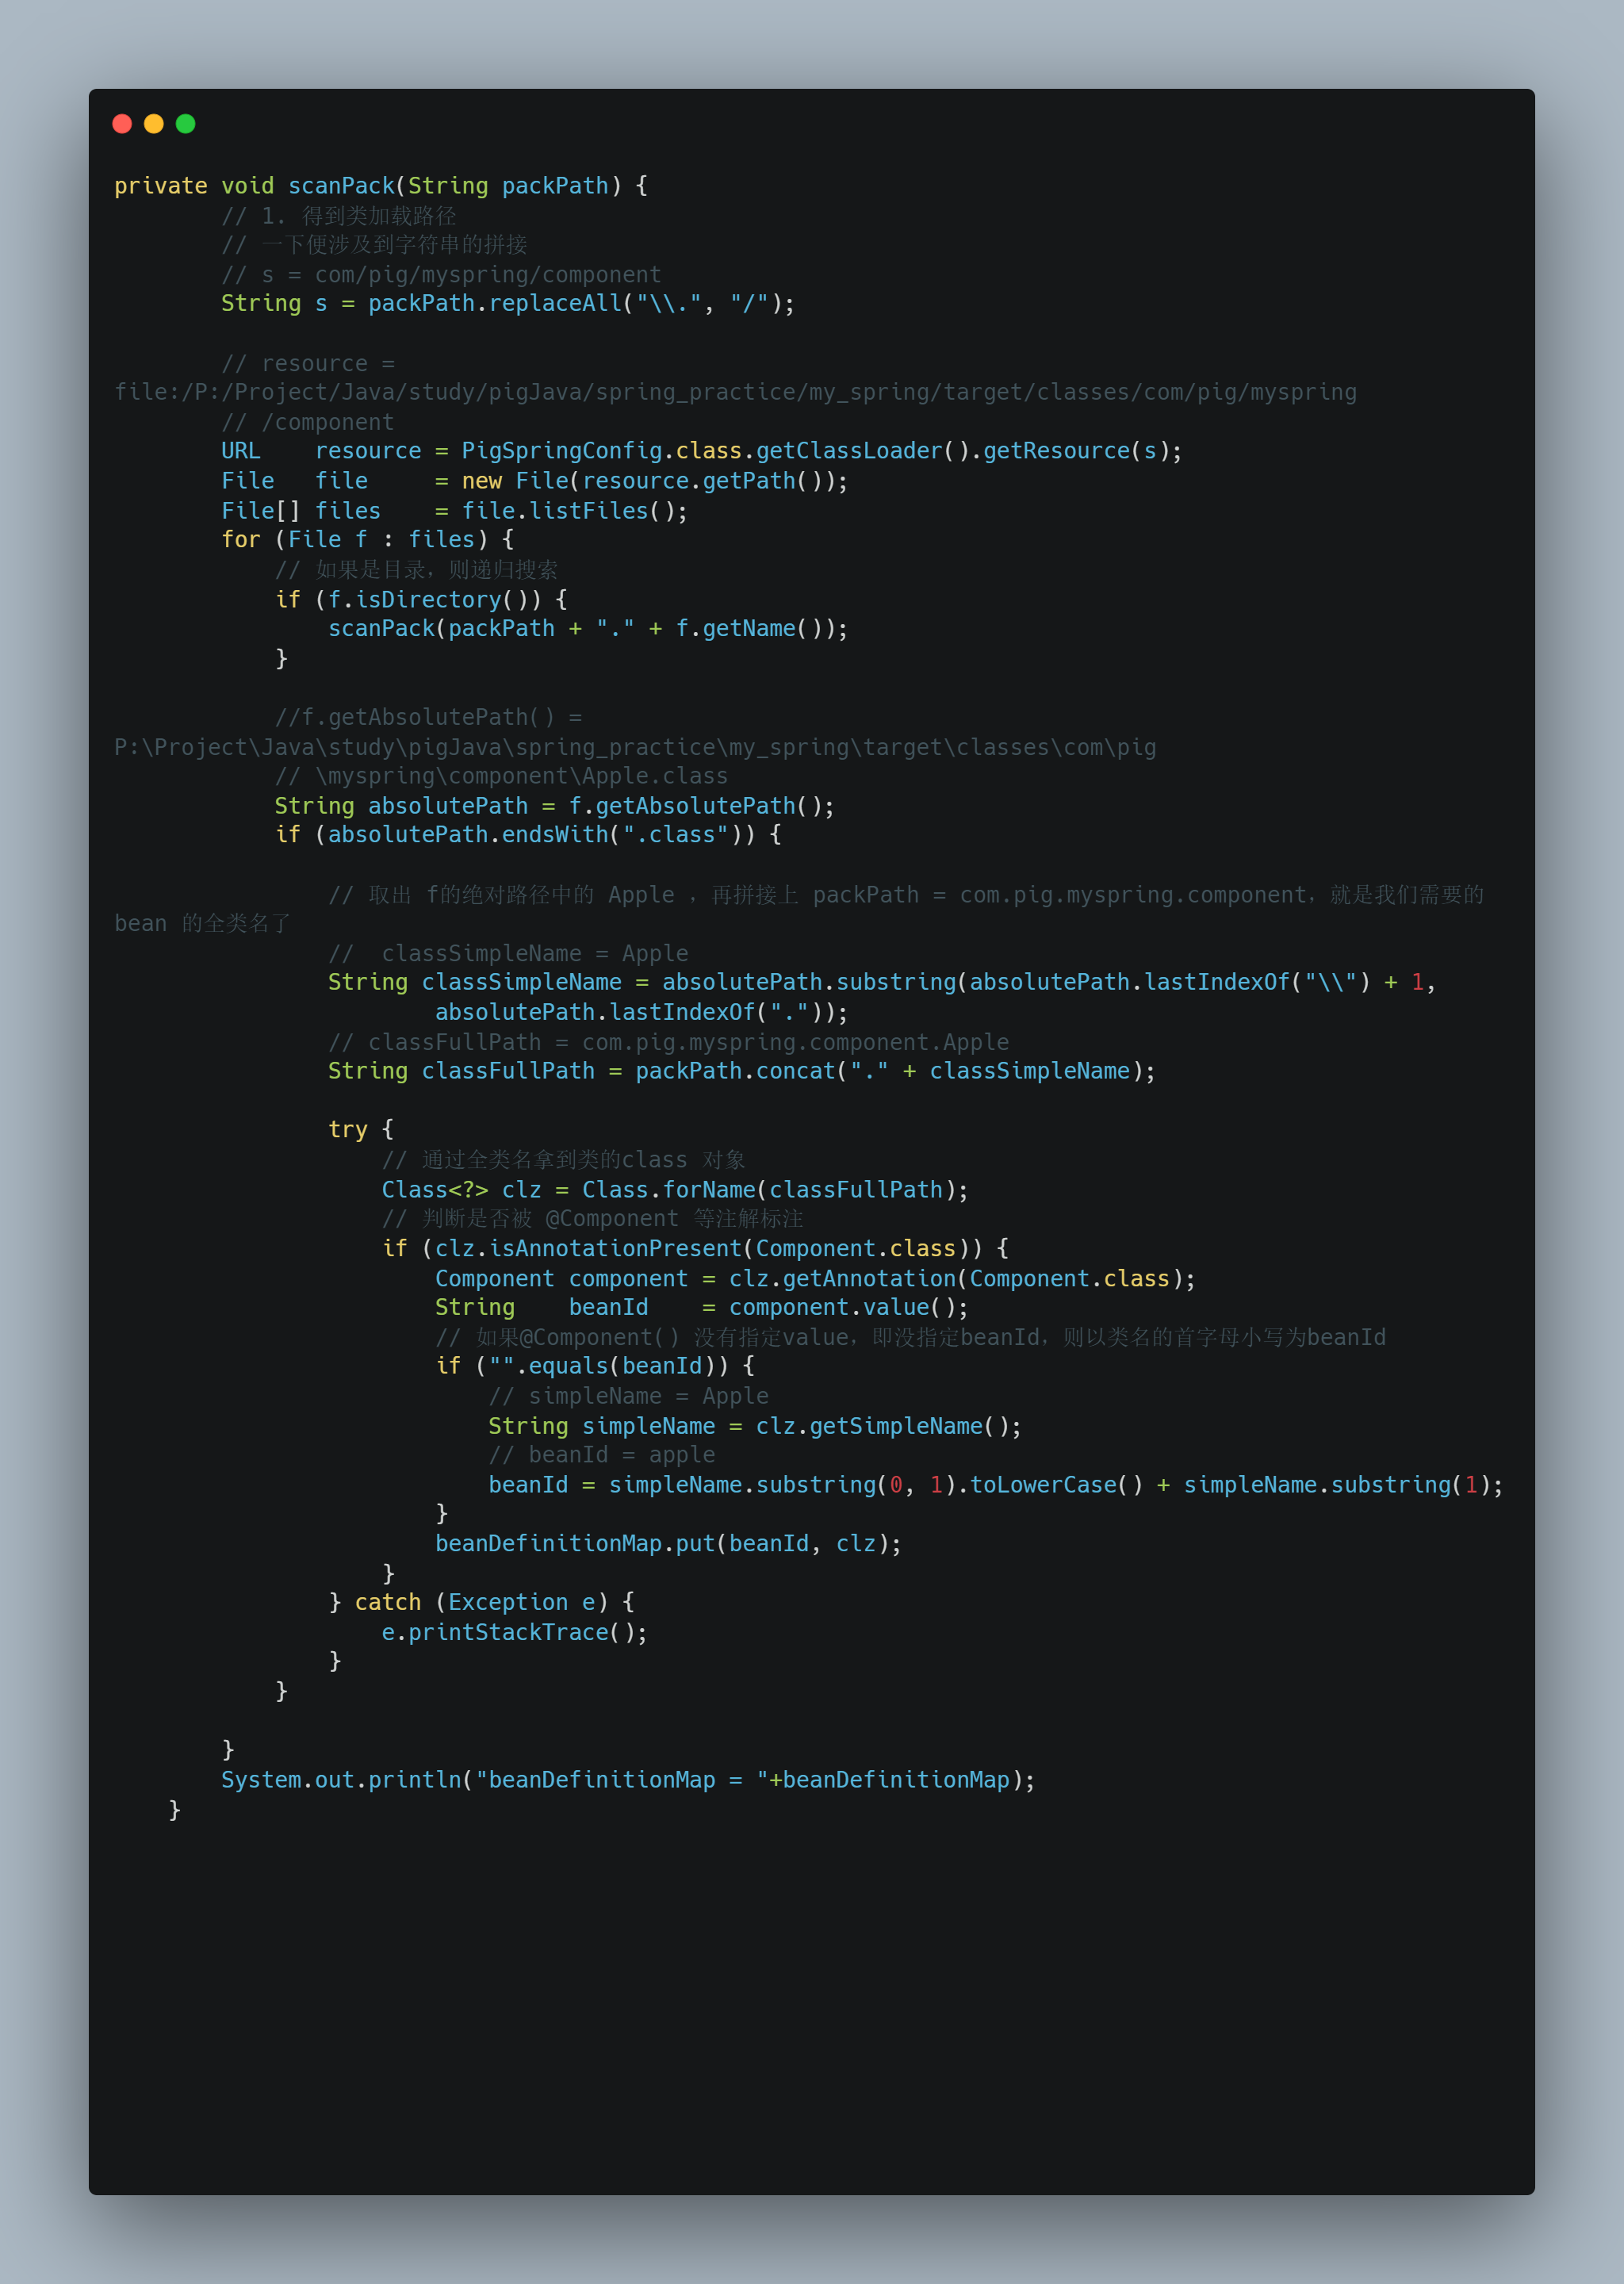 private void scanPack(String packPath) {
        // 1. 得到类加载路径
        // 一下便涉及到字符串的拼接
        // s = com/pig/myspring/component
        String s = packPath.replaceAll("\\.", "/");

        // resource =
file:/P:/Project/Java/study/pigJava/spring_practice/my_spring/target/classes/com/pig/myspring
        // /component
        URL    resource = PigSpringConfig.class.getClassLoader().getResource(s);
        File   file     = new File(resource.getPath());
        File[] files    = file.listFiles();
        for (File f : files) {
            // 如果是目录，则递归搜索
            if (f.isDirectory()) {
                scanPack(packPath + "." + f.getName());
            }

            //f.getAbsolutePath() =
P:\Project\Java\study\pigJava\spring_practice\my_spring\target\classes\com\pig
            // \myspring\component\Apple.class
            String absolutePath = f.getAbsolutePath();
            if (absolutePath.endsWith(".class")) {

                // 取出 f的绝对路径中的 Apple ，再拼接上 packPath = com.pig.myspring.component，就是我们需要的
bean 的全类名了
                //  classSimpleName = Apple
                String classSimpleName = absolutePath.substring(absolutePath.lastIndexOf("\\") + 1,
                        absolutePath.lastIndexOf("."));
                // classFullPath = com.pig.myspring.component.Apple
                String classFullPath = packPath.concat("." + classSimpleName);

                try {
                    // 通过全类名拿到类的class 对象
                    Class<?> clz = Class.forName(classFullPath);
                    // 判断是否被 @Component 等注解标注
                    if (clz.isAnnotationPresent(Component.class)) {
                        Component component = clz.getAnnotation(Component.class);
                        String    beanId    = component.value();
                        // 如果@Component() 没有指定value，即没指定beanId，则以类名的首字母小写为beanId
                        if ("".equals(beanId)) {
                            // simpleName = Apple
                            String simpleName = clz.getSimpleName();
                            // beanId = apple
                            beanId = simpleName.substring(0, 1).toLowerCase() + simpleName.substring(1);
                        }
                        beanDefinitionMap.put(beanId, clz);
                    }
                } catch (Exception e) {
                    e.printStackTrace();
                }
            }

        }
        System.out.println("beanDefinitionMap = "+beanDefinitionMap);
    }